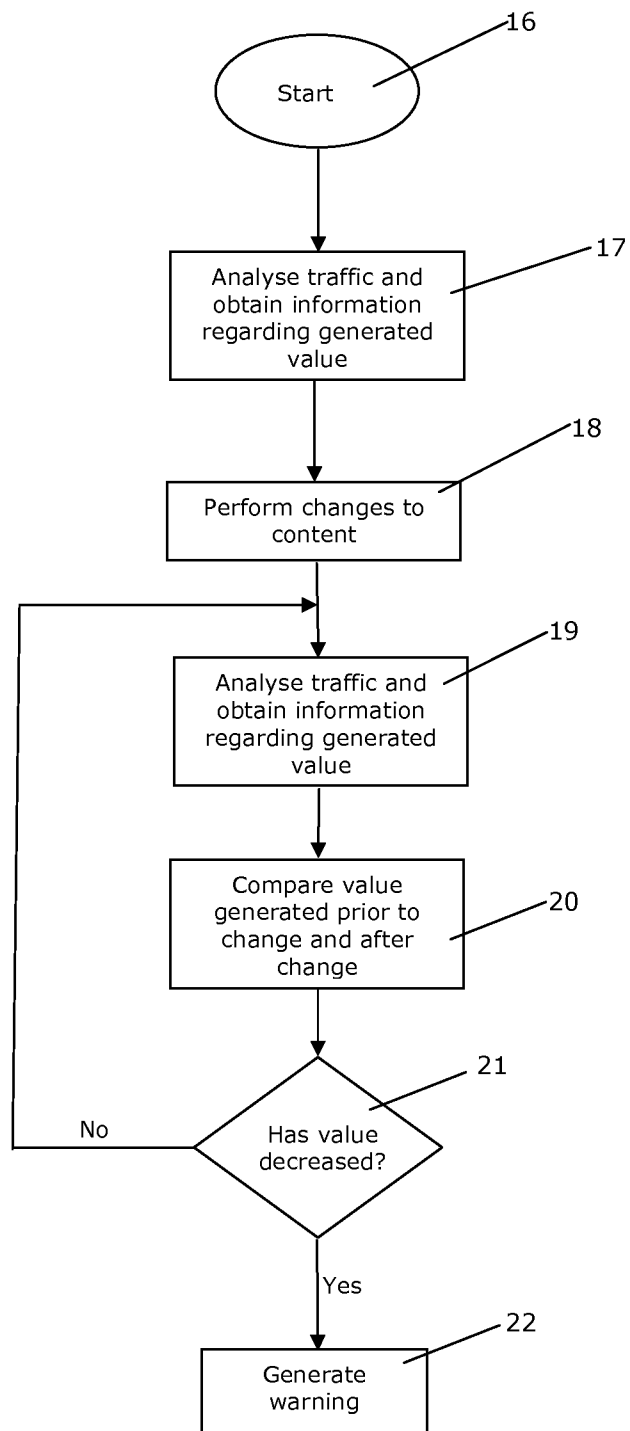 16
Start
17
Analyse traffic and
obtain information
regarding generated
value
18
Perform changes to
content
19
Analyse traffic and
obtain information
regarding generated
value
Compare value
generated prior to
change and after
change
20
21
No
Has value
decreased?
Yes
22
Generate
warning